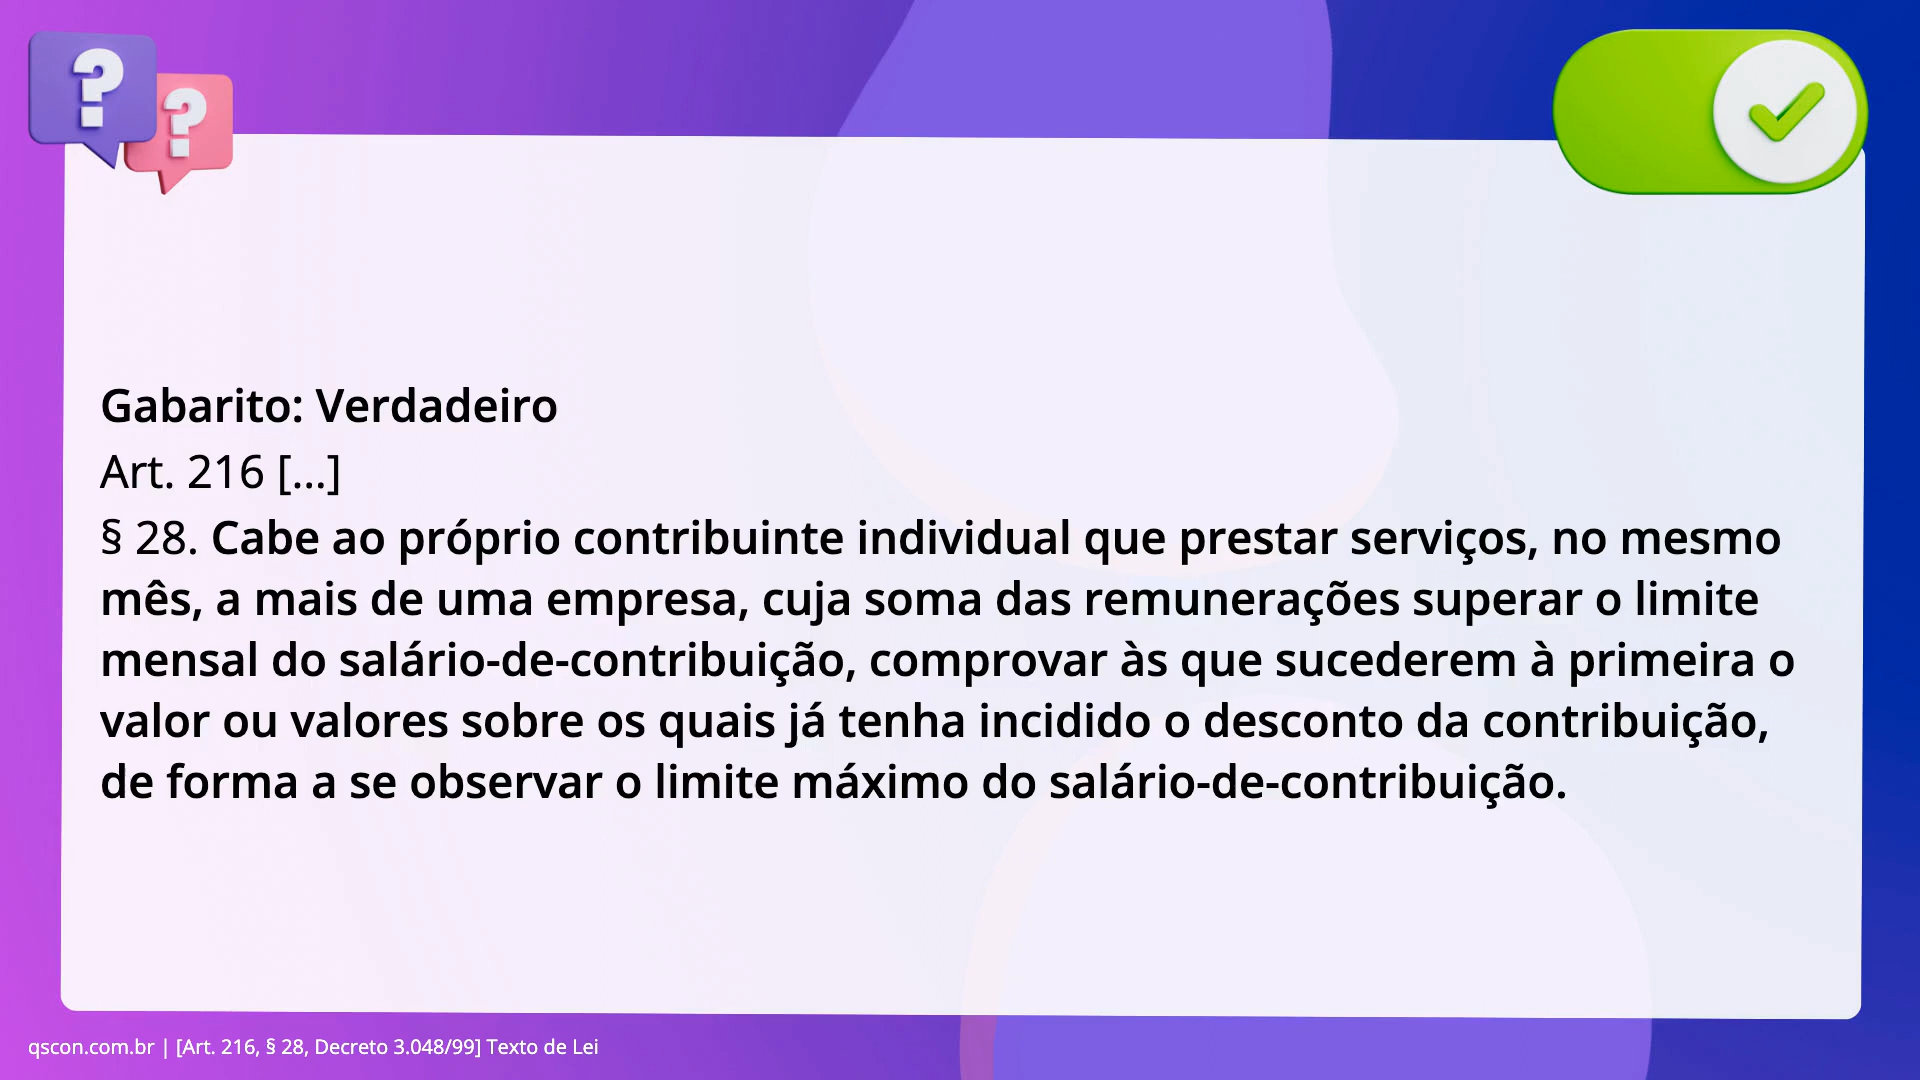 Gabarito: Verdadeiro
Art. 216 [...]
§ 28. Cabe ao próprio contribuinte individual que prestar serviços, no mesmo
mês, a mais de uma empresa, cuja soma das remunerações superar o limite
mensal do salário-de-contribuição, comprovar às que sucederem à primeira o
valor ou valores sobre os quais já tenha incidido o desconto da contribuição,
de forma a se observar o limite máximo do salário-de-contribuição.
qscon.com.br | [Art. 216, § 28, Decreto 3.048/99] Texto de Lei